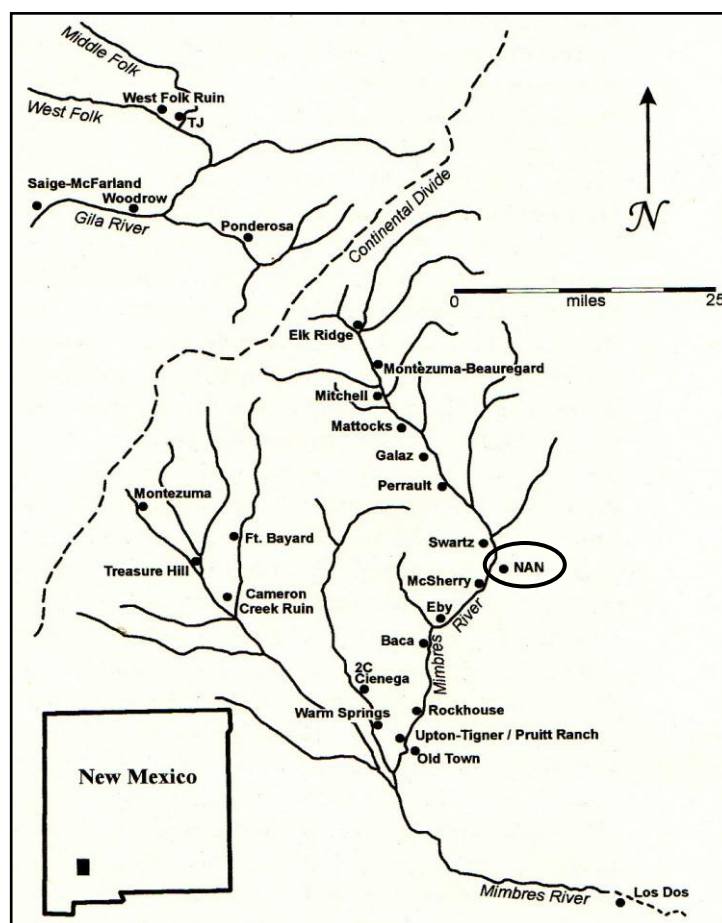 Middle Folk
West Folk Ruin
West Folk
TJ
Saige-McFarland
Woodrow
Gila River
Ponderosa
Continental Divide
N
0
25
miles
Elk Ridge
Montezuma-Beauregard
Mitchell
Mattocks
Galaz
Perrault
Montezuma
Ft. Bayard
Swartz
NAN
Treasure Hill
McSherry
Cameron
Creek Ruin
Eby
Mimbres
River
Baca
2C
Cienega
Rockhouse
Warm Springs
Upton-Tigner / Pruitt Ranch
Old Town
New Mexico
Mimbres River
Los Dos